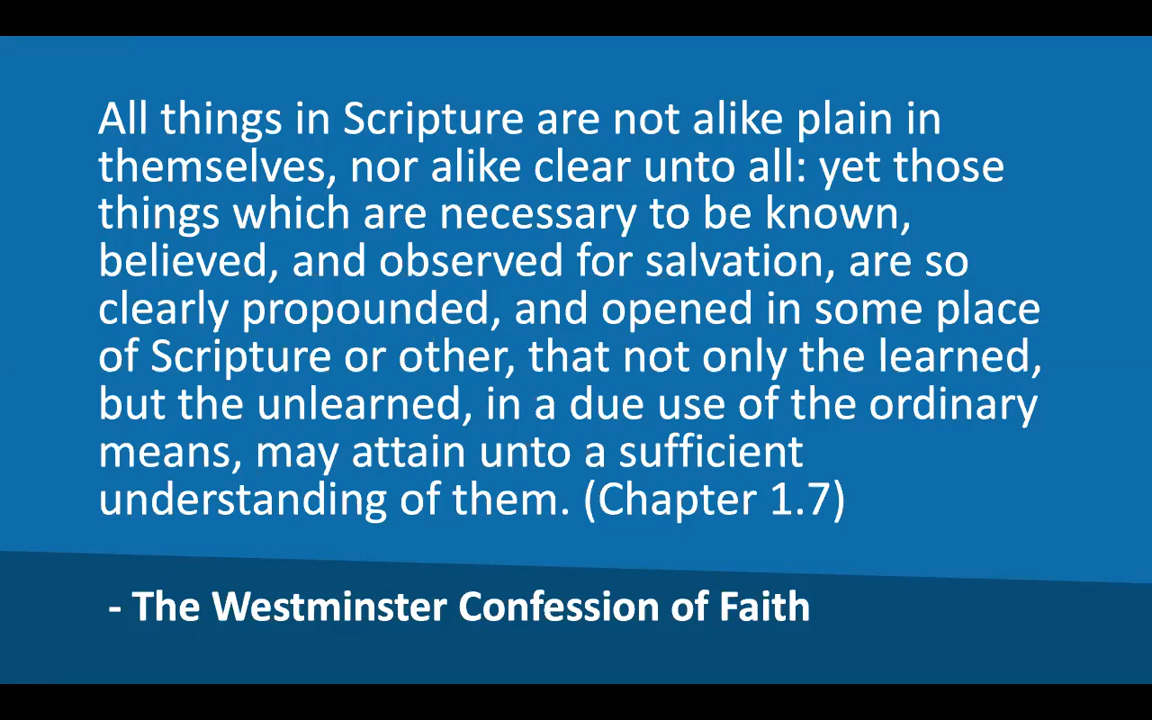 All things in Scripture are not alike plain in
themselves, nor alike clear unto all: yet those
things which are necessary to be known,
believed, and observed for salvation, are so
clearly propounded, and opened in some place
of Scripture or other, that not only the learned,
but the unlearned, in a due use of the ordinary
means, may attain unto a sufficient
understanding of them. (Chapter 1.7)
- The Westminster Confession of Faith